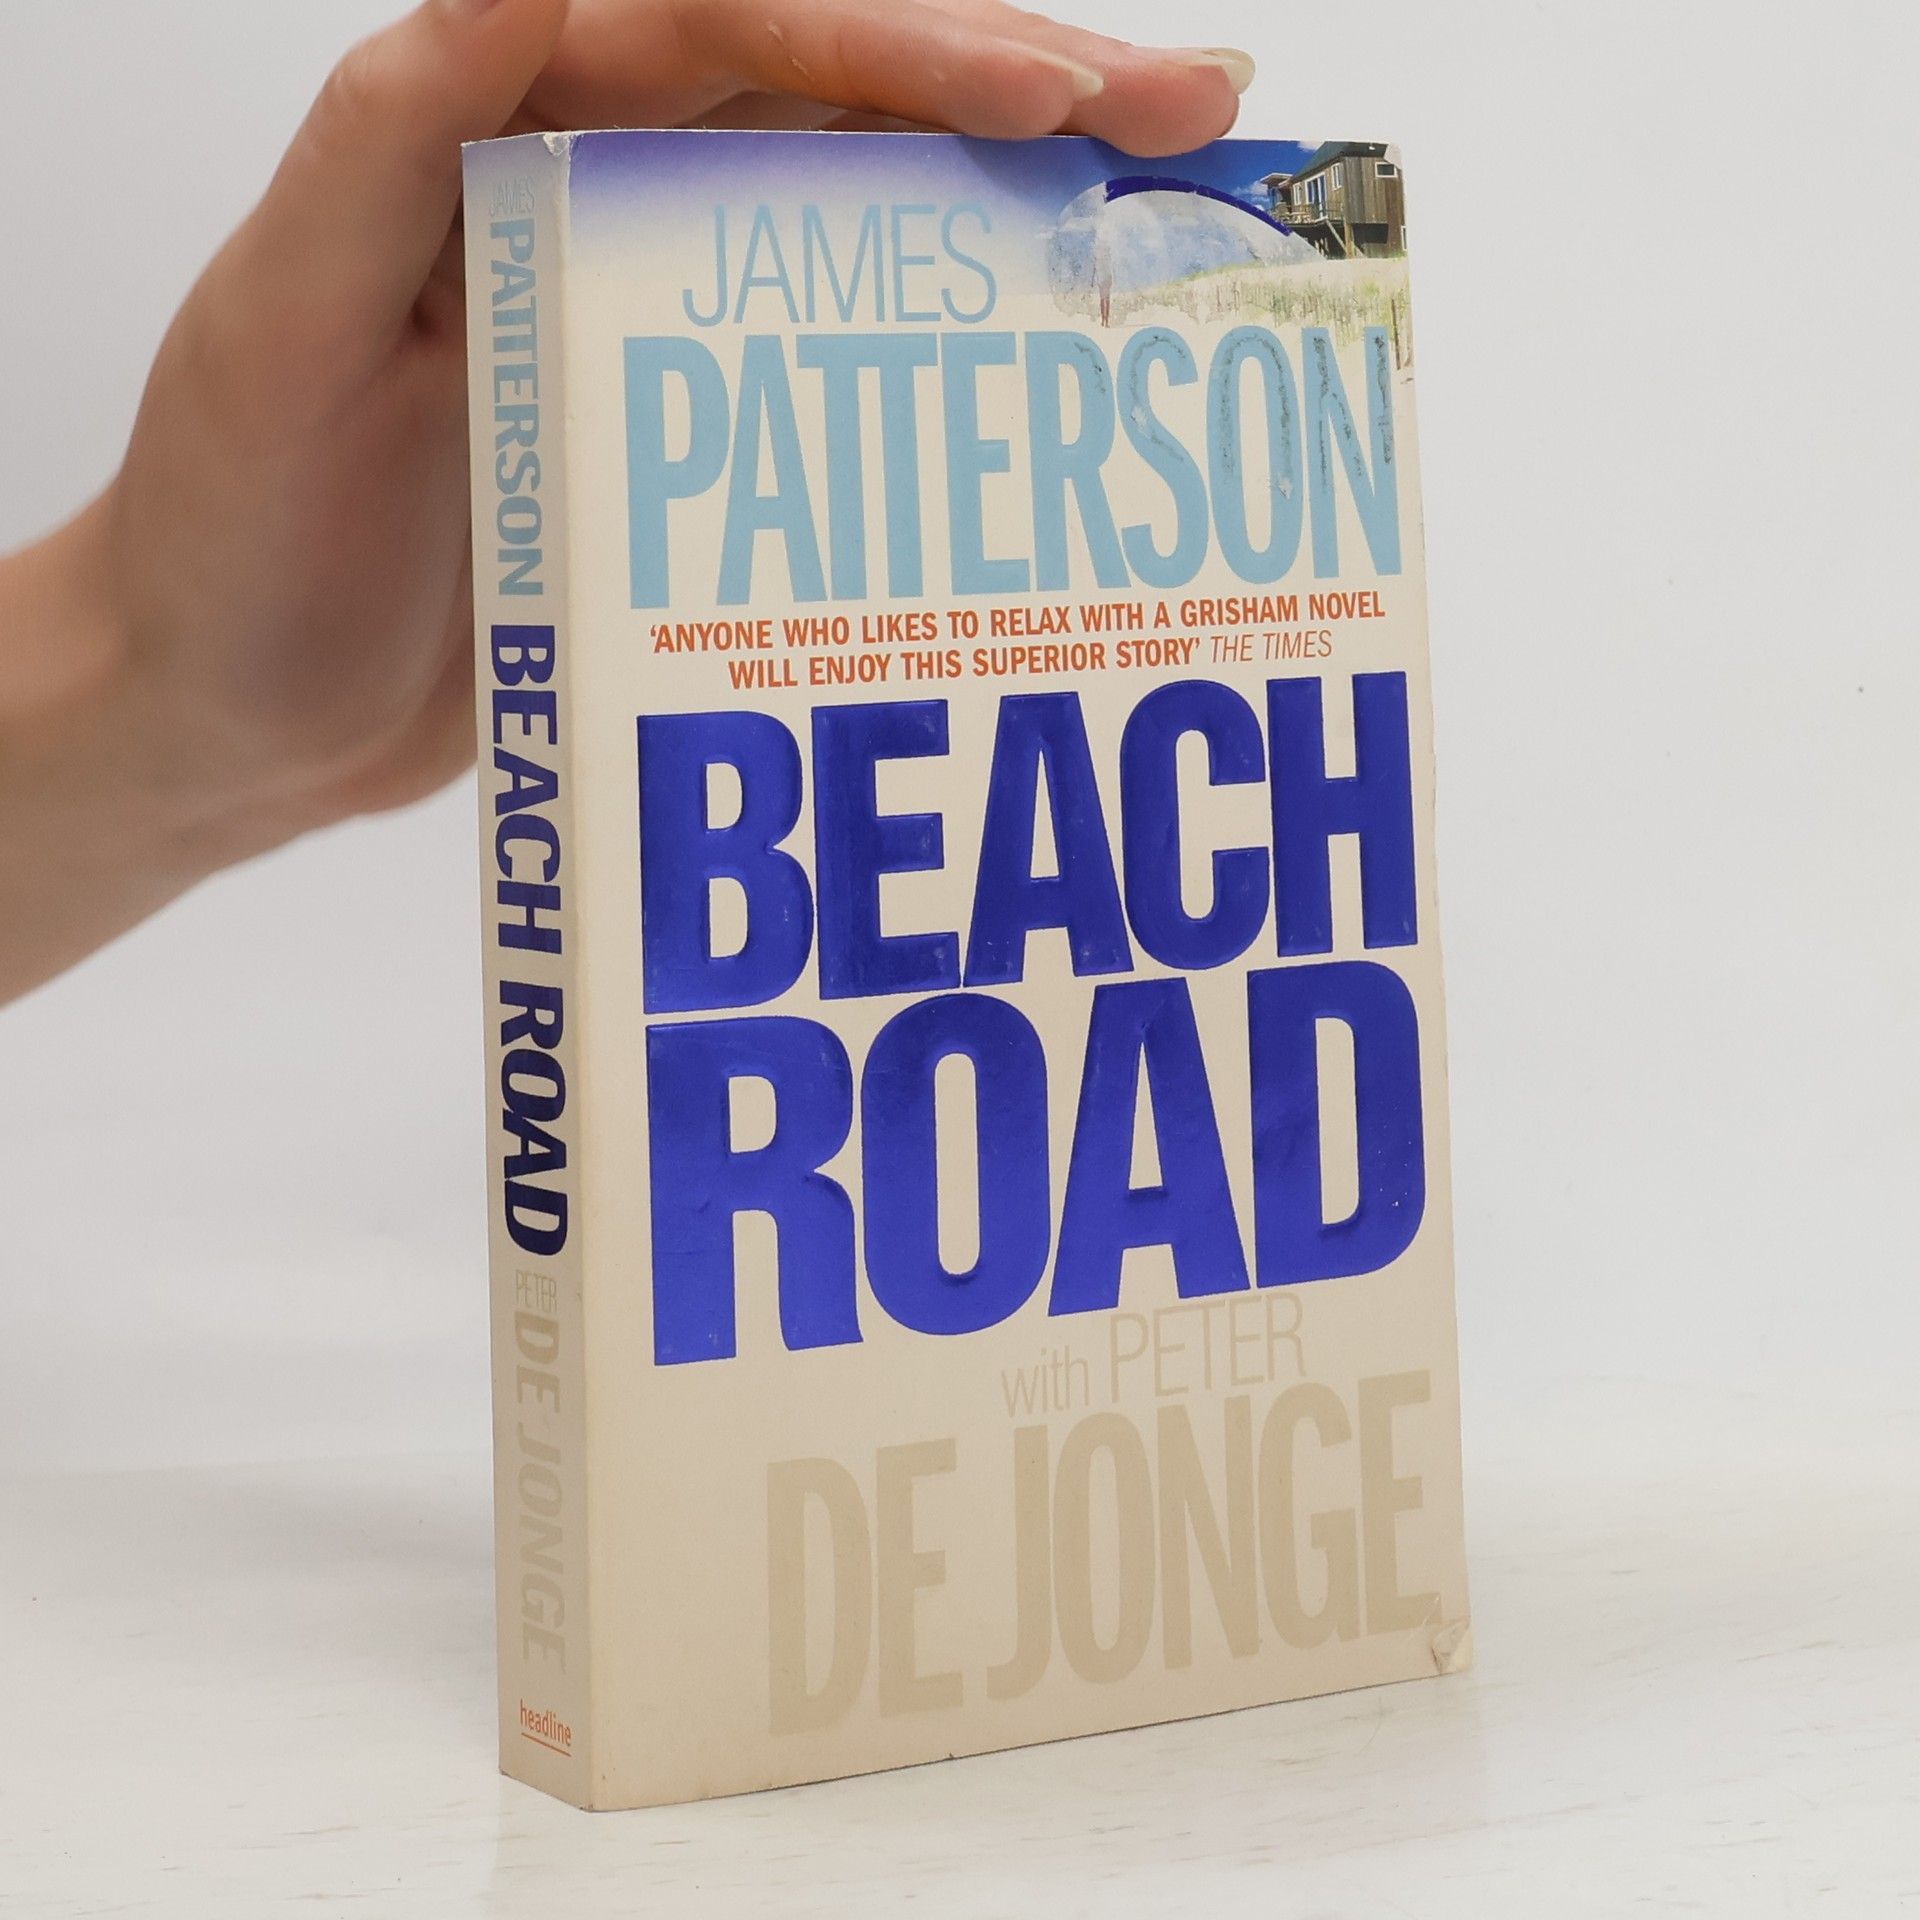 JAMES
PATTERSON
‘ANYONE WHO LIKES TO RELAX WITH A GRISHAM NOVEL
WILL ENJOY THIS SUPERIOR STORY’ THE TIMES
BEACH
ROAD
with PETER
DE JONGE
JAMES
PATTERSON BEACH ROAD
PETER
DE JONGE
headline